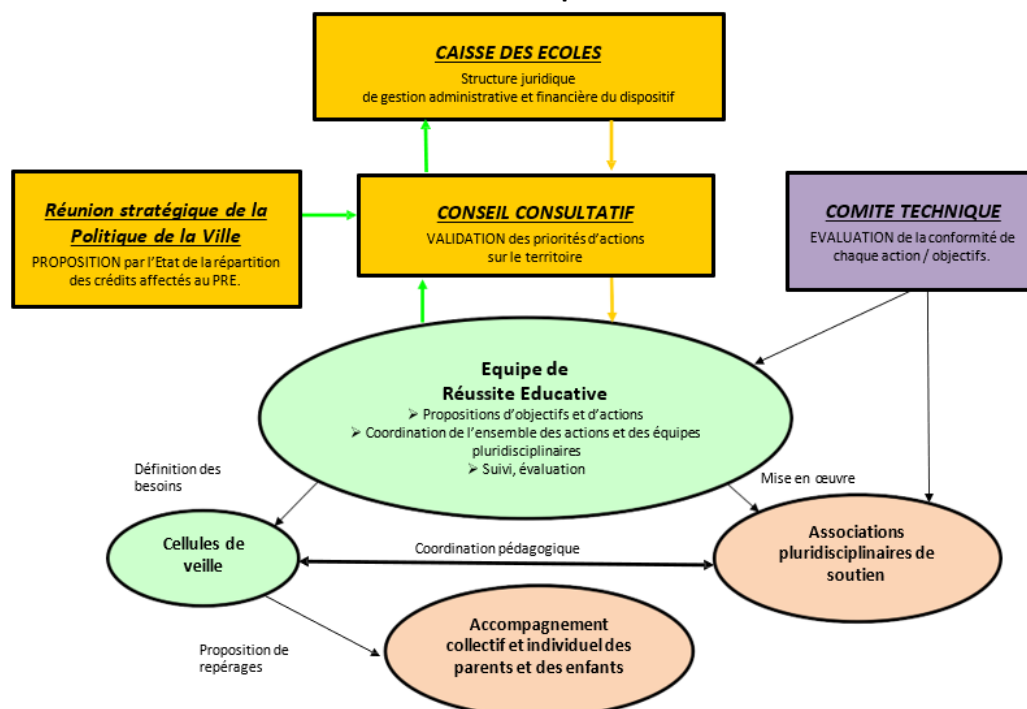 CAISSE DES ECOLES
Structure juridique
de gestion administrative et financière du dispositif
Réunion stratégique de la
Politique de la Ville
PROPOSITION par l'Etat de la répartition
des crédits affectés au PRE.
CONSEIL CONSULTATIF
VALIDATION des priorités d'actions
sur le territoire
COMITE TECHNIQUE
EVALUATION de la conformité de
chaque action / objectifs.
Equipe de
Réussite Educative
➢ Propositions d'objectifs et d'actions
➢ Coordination de l'ensemble des actions et des équipes
pluridisciplinaires
➢ Suivi, évaluation
Définition des
besoins
Mise en œuvre
Cellules de
veille
Coordination pédagogique
Associations
pluridisciplinaires de
soutien
Proposition de
repérages
Accompagnement
collectif et individuel des
parents et des enfants